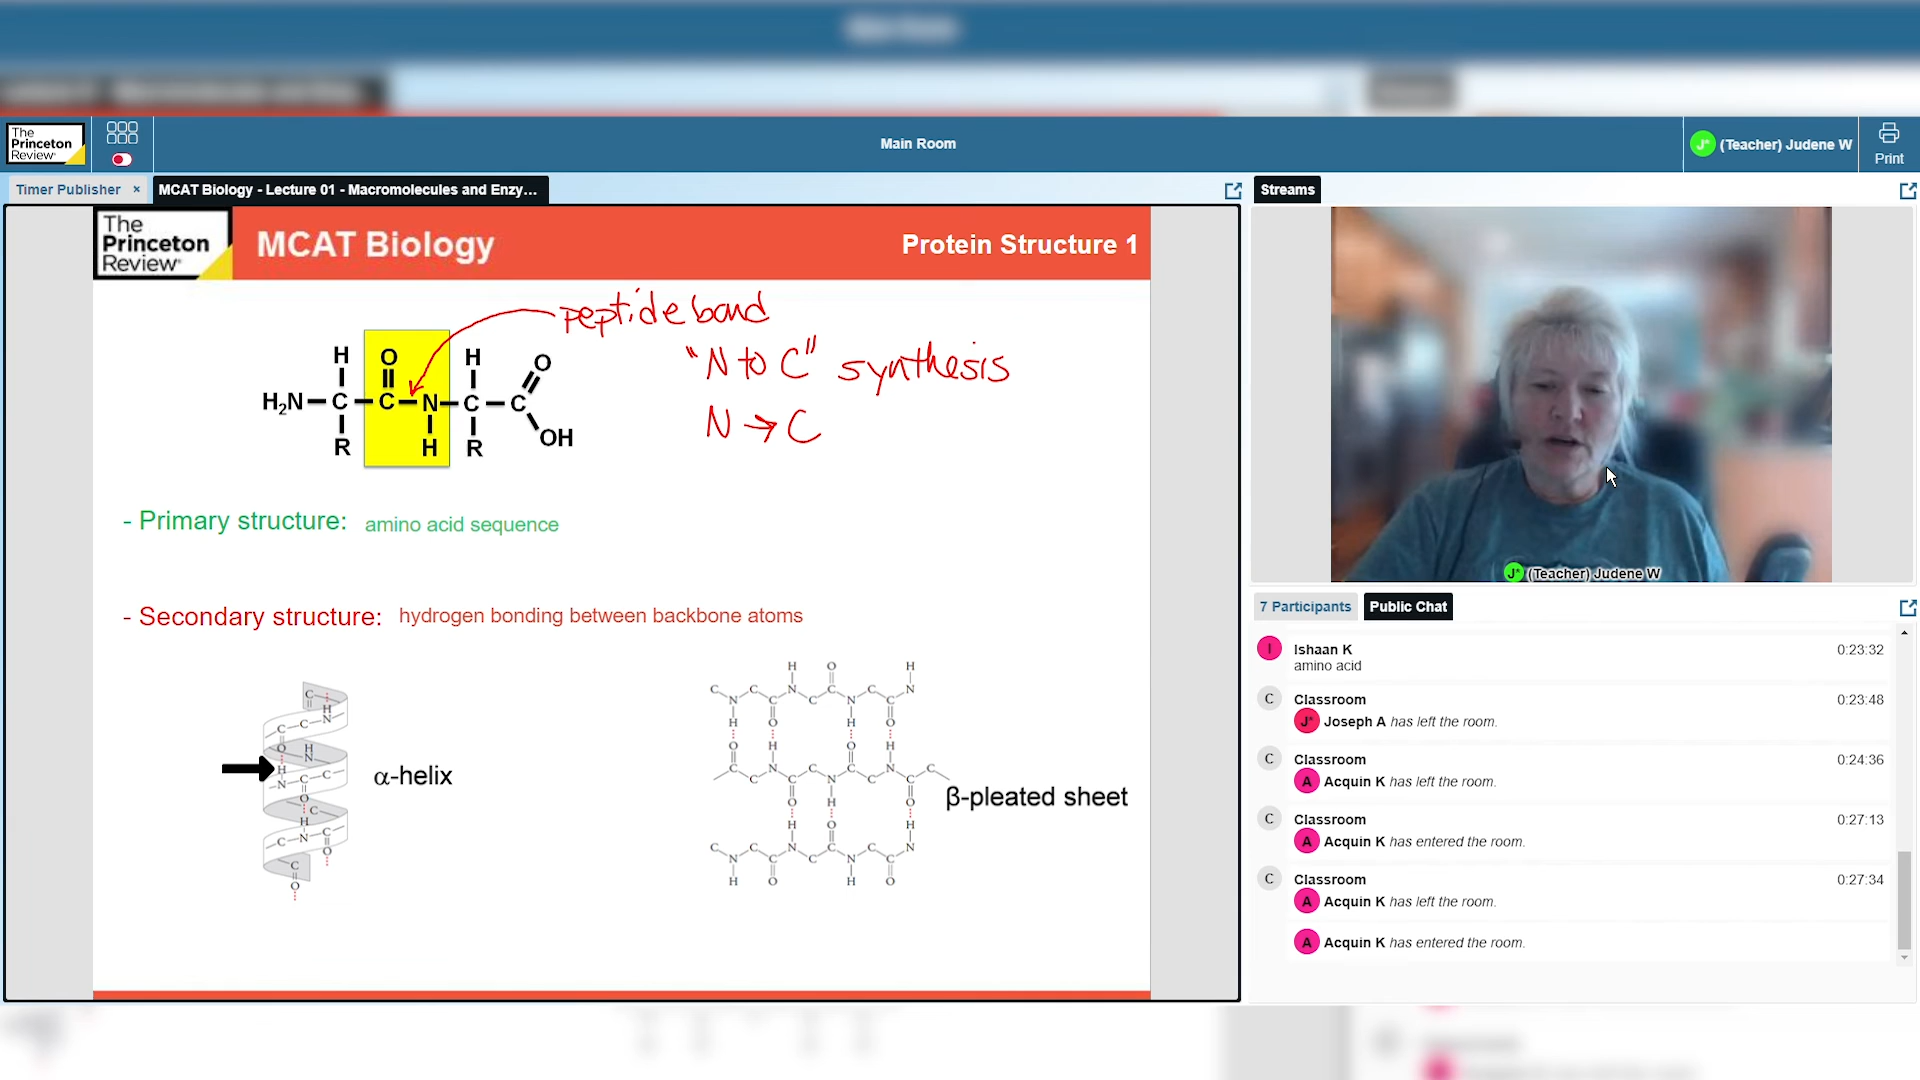 The
Princeton
Review
Main Room
J* (Teacher) Judene W
Print
Timer Publisher ×
MCAT Biology - Lecture 01 - Macromolecules and Enzy...
Streams
The
Princeton
Review
MCAT Biology
Protein Structure 1
peptide bond
"N to C" synthesis
N → C
H O H O
H₂N C C N C C
R H R OH
- Primary structure: amino acid sequence
- Secondary structure: hydrogen bonding between backbone atoms
α-helix
β-pleated sheet
J* (Teacher) Judene W
7 Participants
Public Chat
I Ishaan K 0:23:32
amino acid
C Classroom 0:23:48
J* Joseph A has left the room.
C Classroom 0:24:36
A Acquin K has left the room.
C Classroom 0:27:13
A Acquin K has entered the room.
C Classroom 0:27:34
A Acquin K has left the room.
A Acquin K has entered the room.